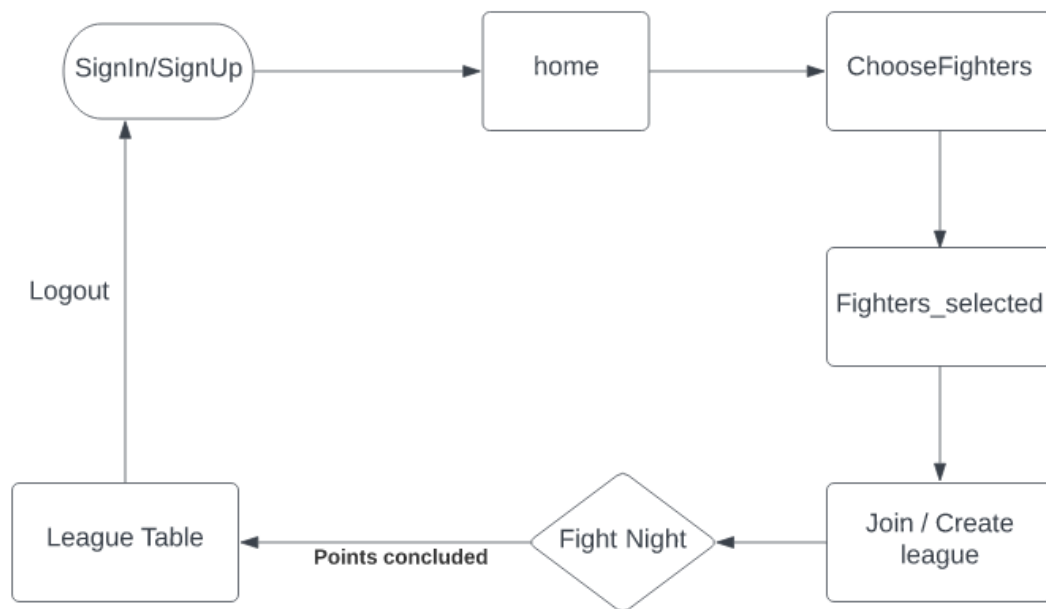 SignIn/SignUp
home
ChooseFighters
Fighters_selected
Logout
Join / Create
league
Fight Night
Points concluded
League Table